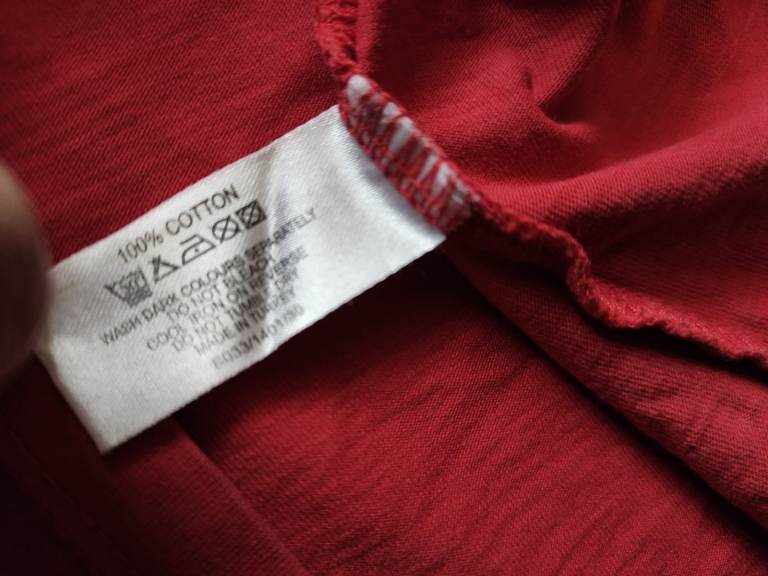 100% COTTON
30
WASH DARK COLOURS SEPARATELY
DO NOT BLEACH
COOL IRON ON REVERSE
DO NOT TUMBLE DRY
MADE IN TURKEY